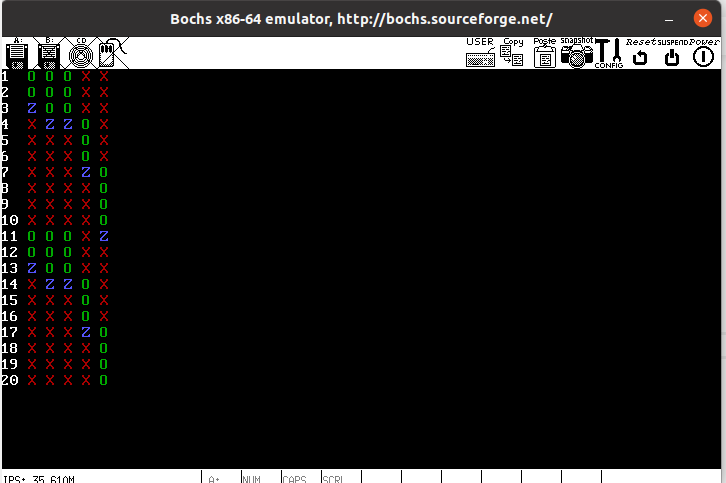 Bochs x86-64 emulator, http://bochs.sourceforge.net/
A: B: CD USER Copy Paste snapshot CONFIG Reset SUSPEND Power
1 O O O X X
2 O O O X X
3 Z O O X X
4 X Z Z O X
5 X X X O X
6 X X X O X
7 X X X Z O
8 X X X X O
9 X X X X O
10 X X X X O
11 O O O X Z
12 O O O X X
13 Z O O X X
14 X Z Z O X
15 X X X O X
16 X X X O X
17 X X X Z O
18 X X X X O
19 X X X X O
20 X X X X O
IPS: 35.610M A: NUM CAPS SCRL